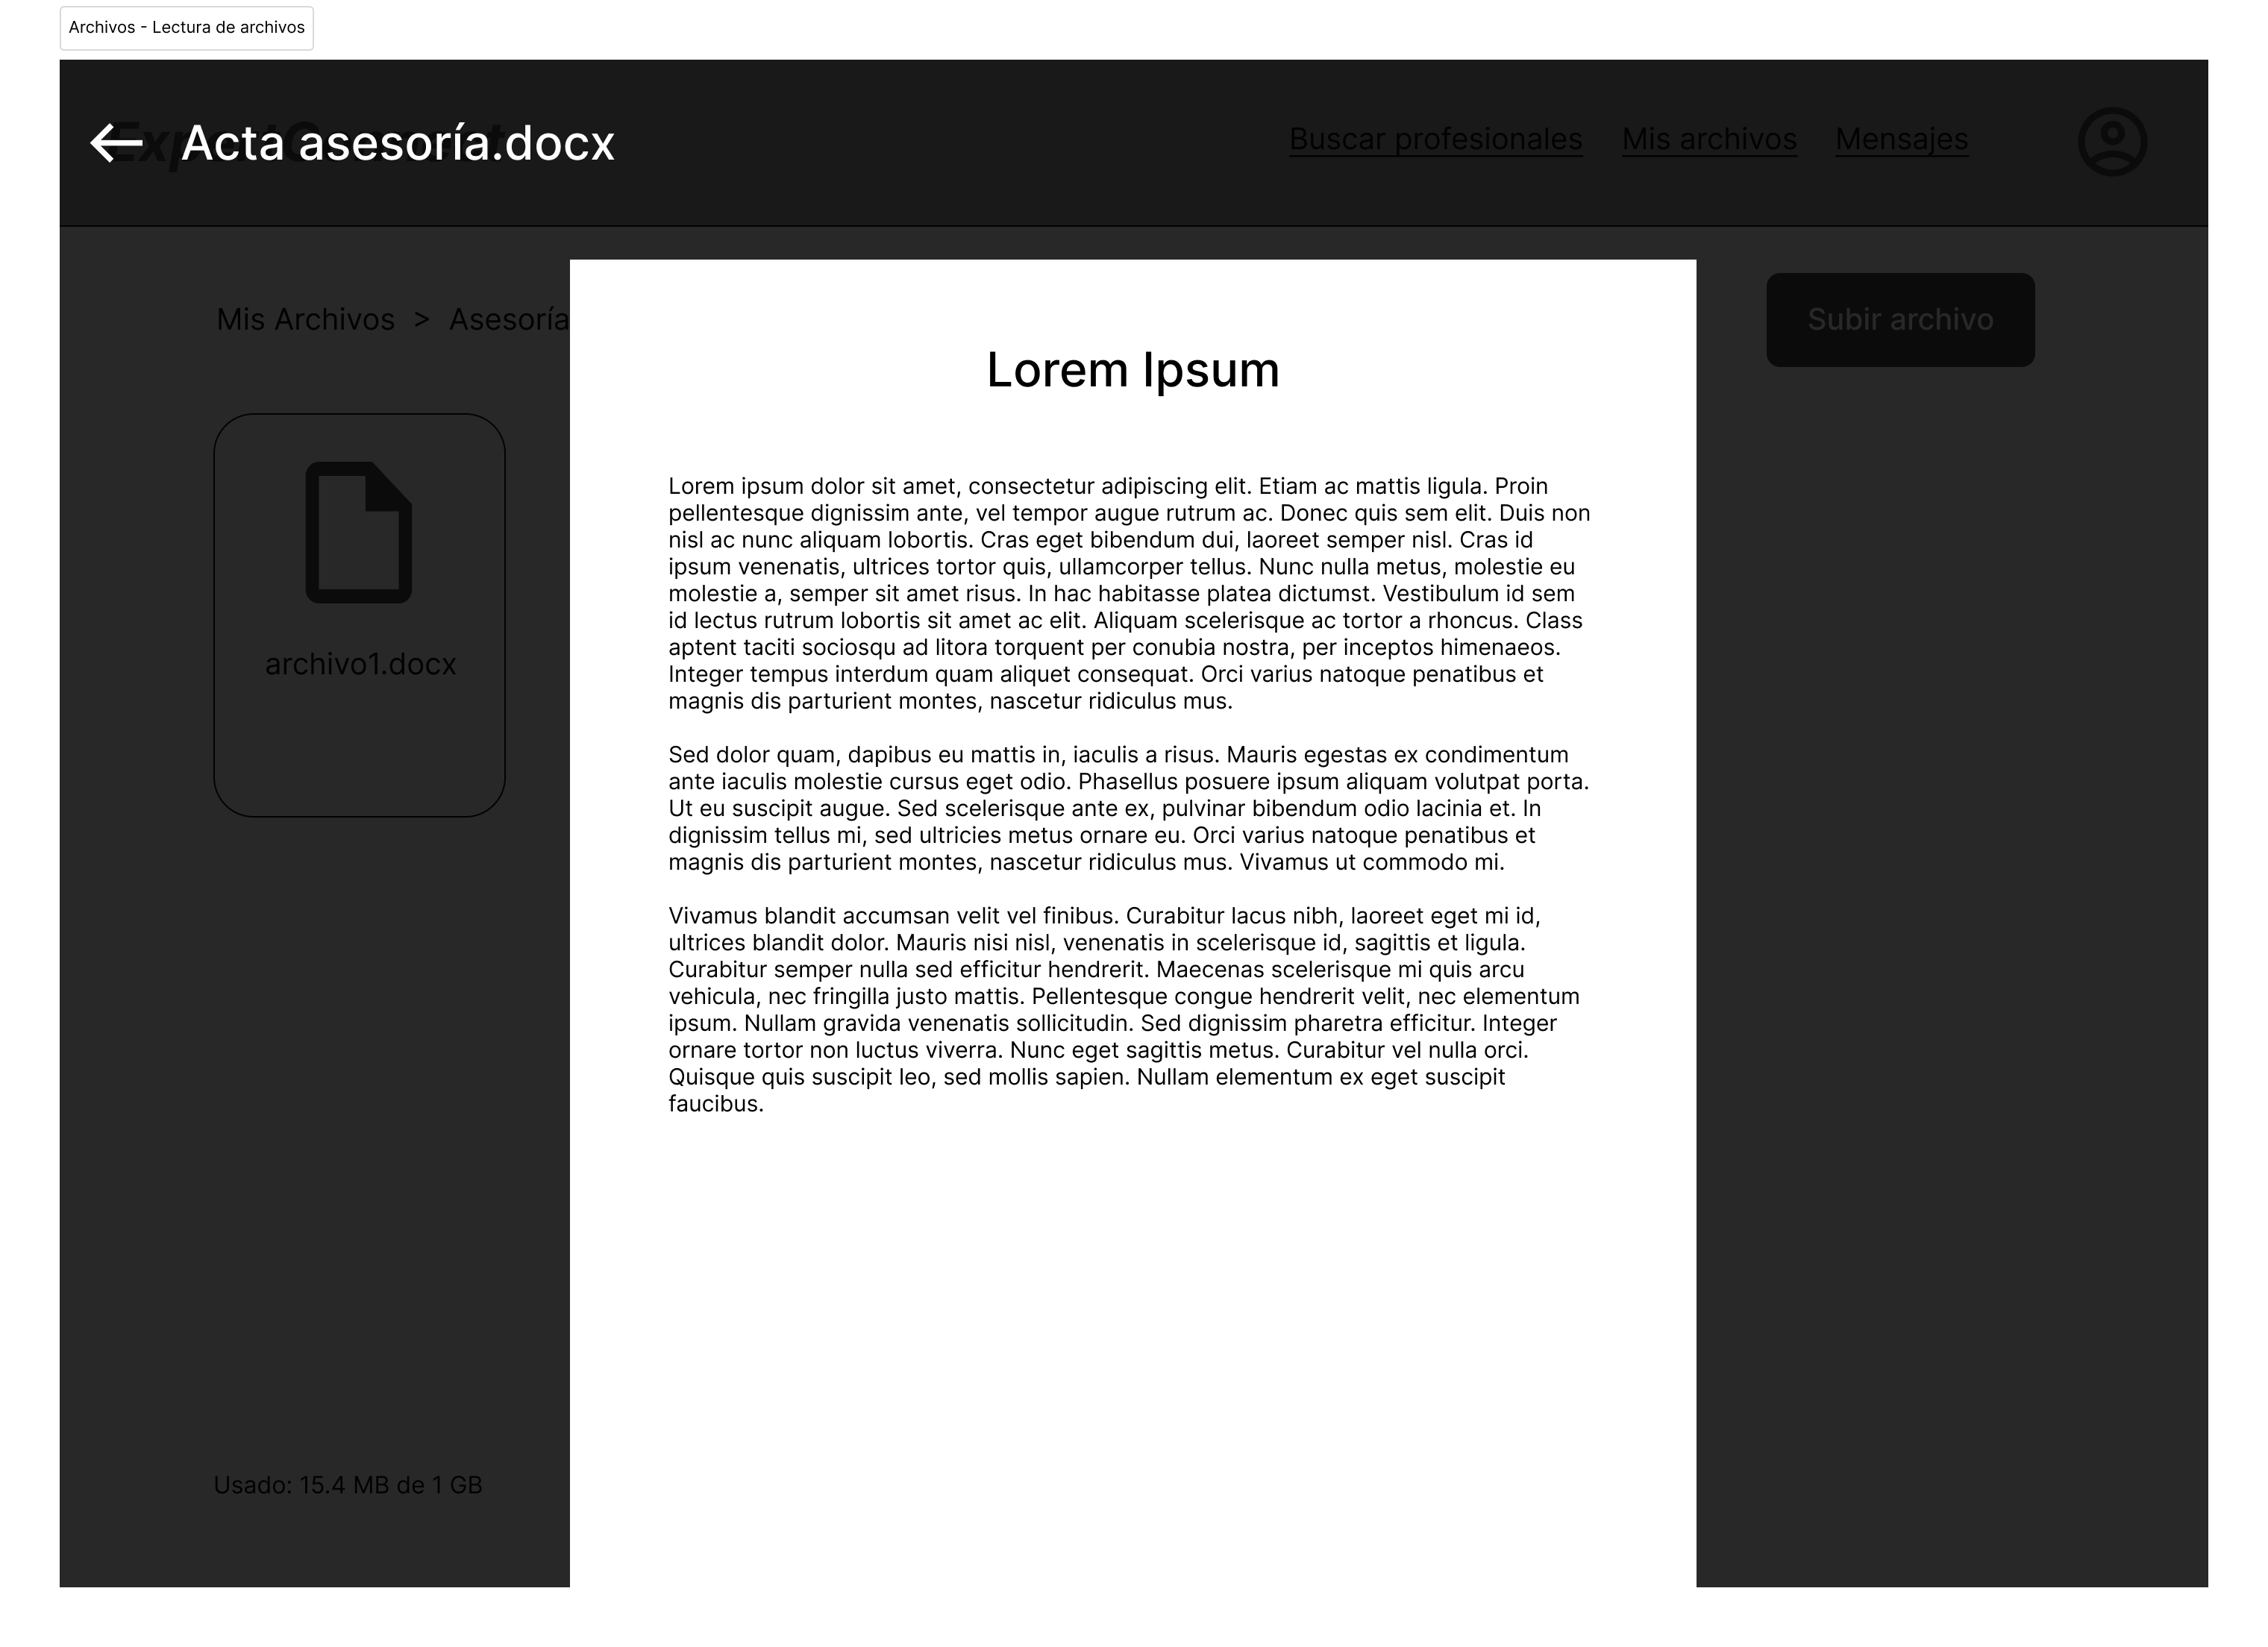 Archivos - Lectura de archivos
Acta asesoría.docx
Buscar profesionales
Mis archivos
Mensajes
Mis Archivos > Asesoría
Subir archivo
archivo1.docx
Lorem Ipsum
Lorem ipsum dolor sit amet, consectetur adipiscing elit. Etiam ac mattis ligula. Proin
pellentesque dignissim ante, vel tempor augue rutrum ac. Donec quis sem elit. Duis non
nisl ac nunc aliquam lobortis. Cras eget bibendum dui, laoreet semper nisl. Cras id
ipsum venenatis, ultrices tortor quis, ullamcorper tellus. Nunc nulla metus, molestie eu
molestie a, semper sit amet risus. In hac habitasse platea dictumst. Vestibulum id sem
id lectus rutrum lobortis sit amet ac elit. Aliquam scelerisque ac tortor a rhoncus. Class
aptent taciti sociosqu ad litora torquent per conubia nostra, per inceptos himenaeos.
Integer tempus interdum quam aliquet consequat. Orci varius natoque penatibus et
magnis dis parturient montes, nascetur ridiculus mus.
Sed dolor quam, dapibus eu mattis in, iaculis a risus. Mauris egestas ex condimentum
ante iaculis molestie cursus eget odio. Phasellus posuere ipsum aliquam volutpat porta.
Ut eu suscipit augue. Sed scelerisque ante ex, pulvinar bibendum odio lacinia et. In
dignissim tellus mi, sed ultricies metus ornare eu. Orci varius natoque penatibus et
magnis dis parturient montes, nascetur ridiculus mus. Vivamus ut commodo mi.
Vivamus blandit accumsan velit vel finibus. Curabitur lacus nibh, laoreet eget mi id,
ultrices blandit dolor. Mauris nisi nisl, venenatis in scelerisque id, sagittis et ligula.
Curabitur semper nulla sed efficitur hendrerit. Maecenas scelerisque mi quis arcu
vehicula, nec fringilla justo mattis. Pellentesque congue hendrerit velit, nec elementum
ipsum. Nullam gravida venenatis sollicitudin. Sed dignissim pharetra efficitur. Integer
ornare tortor non luctus viverra. Nunc eget sagittis metus. Curabitur vel nulla orci.
Quisque quis suscipit leo, sed mollis sapien. Nullam elementum ex eget suscipit
faucibus.
Usado: 15.4 MB de 1 GB